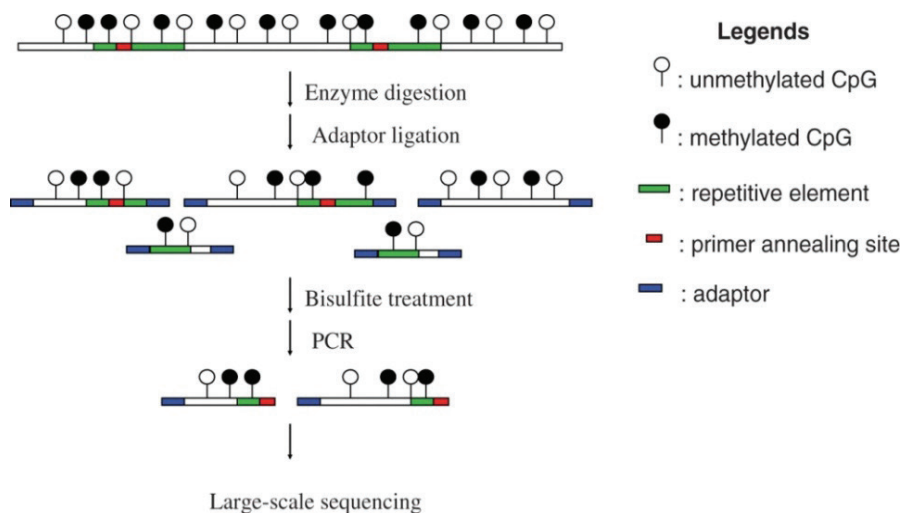 Legends
: unmethylated CpG
Enzyme digestion
Adaptor ligation
: methylated CpG
: repetitive element
: primer annealing site
: adaptor
Bisulfite treatment
PCR
Large-scale sequencing